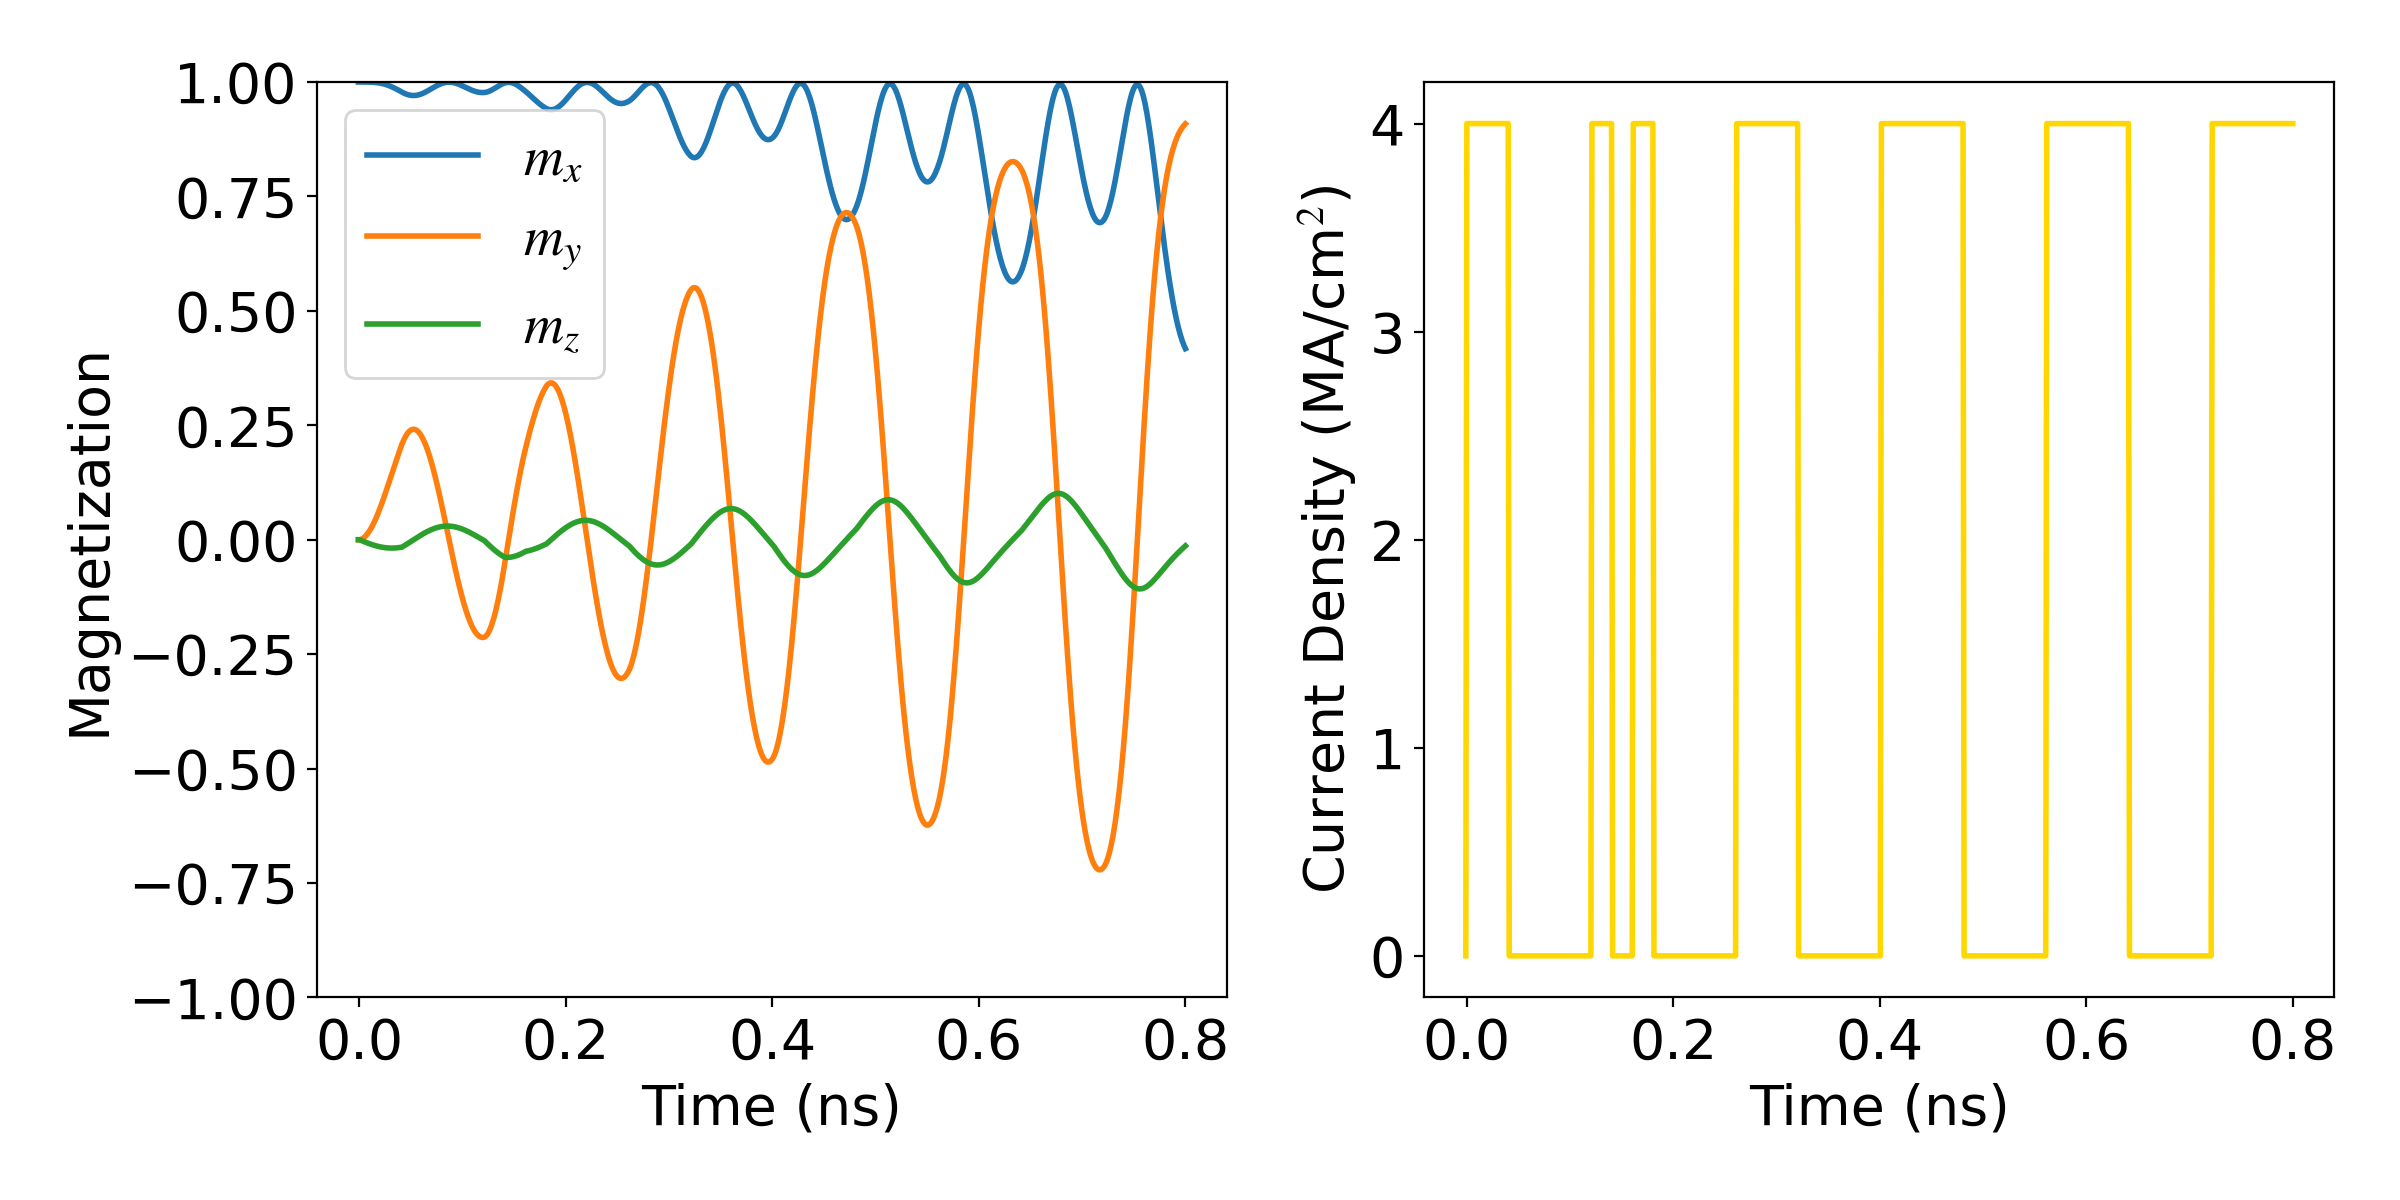 1.00
0.75
0.50
0.25
0.00
−0.25
−0.50
−0.75
−1.00
Magnetization
m_x
m_y
m_z
0.0 0.2 0.4 0.6 0.8
Time (ns)
4
3
2
1
0
Current Density (MA/cm²)
0.0 0.2 0.4 0.6 0.8
Time (ns)